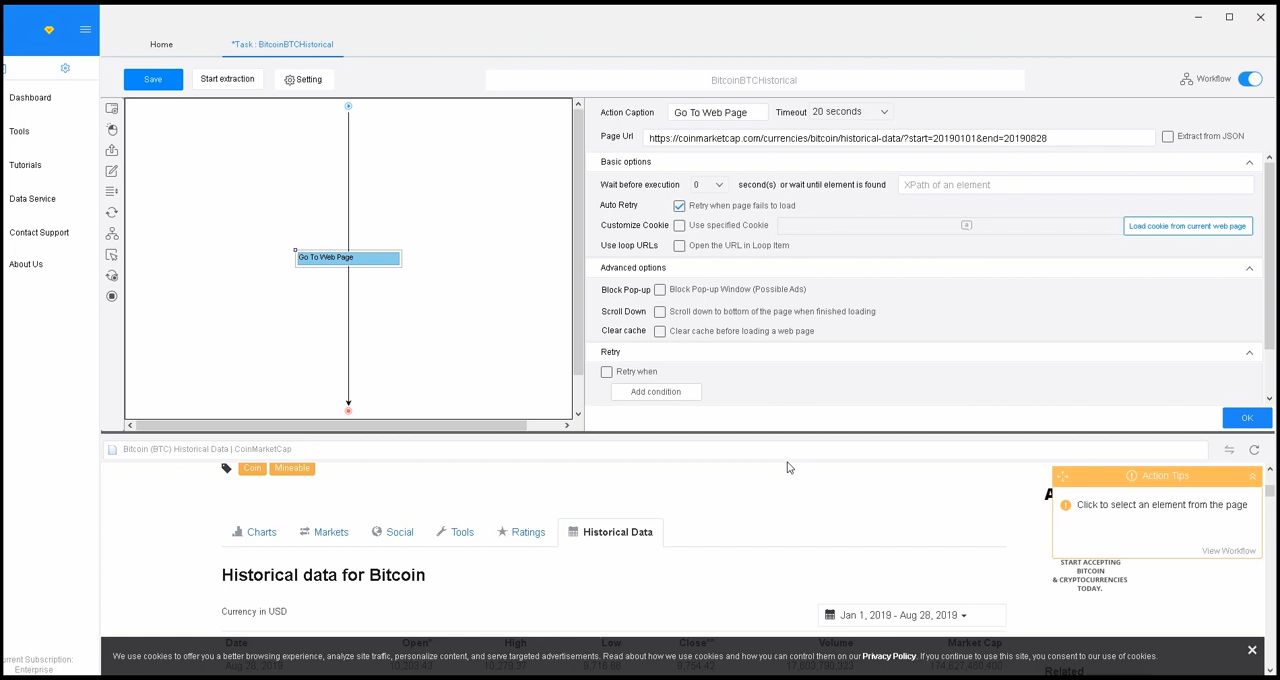 Home
*Task : BitcoinBTCHistorical
Save
Start extraction
Setting
BitcoinBTCHistorical
Workflow
Dashboard
Tools
Tutorials
Data Service
Contact Support
About Us
Subscription:
Enterprise
Go To Web Page
Action Caption Go To Web Page Timeout 20 seconds
Page Url https://coinmarketcap.com/currencies/bitcoin/historical-data/?start=20190101&end=20190828 Extract from JSON
Basic options
Wait before execution 0 second(s) or wait until element is found XPath of an element
Auto Retry Retry when page fails to load
Customize Cookie Use specified Cookie Load cookie from current web page
Use loop URLs Open the URL in Loop Item
Advanced options
Block Pop-up Block Pop-up Window (Possible Ads)
Scroll Down Scroll down to bottom of the page when finished loading
Clear cache Clear cache before loading a web page
Retry
Retry when
Add condition
OK
Bitcoin (BTC) Historical Data | CoinMarketCap
Coin Mineable
Action Tips
Click to select an element from the page
View Workflow
START ACCEPTING
BITCOIN
& CRYPTOCURRENCIES
TODAY.
Charts Markets Social Tools Ratings Historical Data
Historical data for Bitcoin
Currency in USD
Jan 1, 2019 - Aug 28, 2019
Date Open* High Low Close** Volume Market Cap
We use cookies to offer you a better browsing experience, analyze site traffic, personalize content, and serve targeted advertisements. Read about how we use cookies and how you can control them on our Privacy Policy. If you continue to use this site, you consent to our use of cookies.
Related